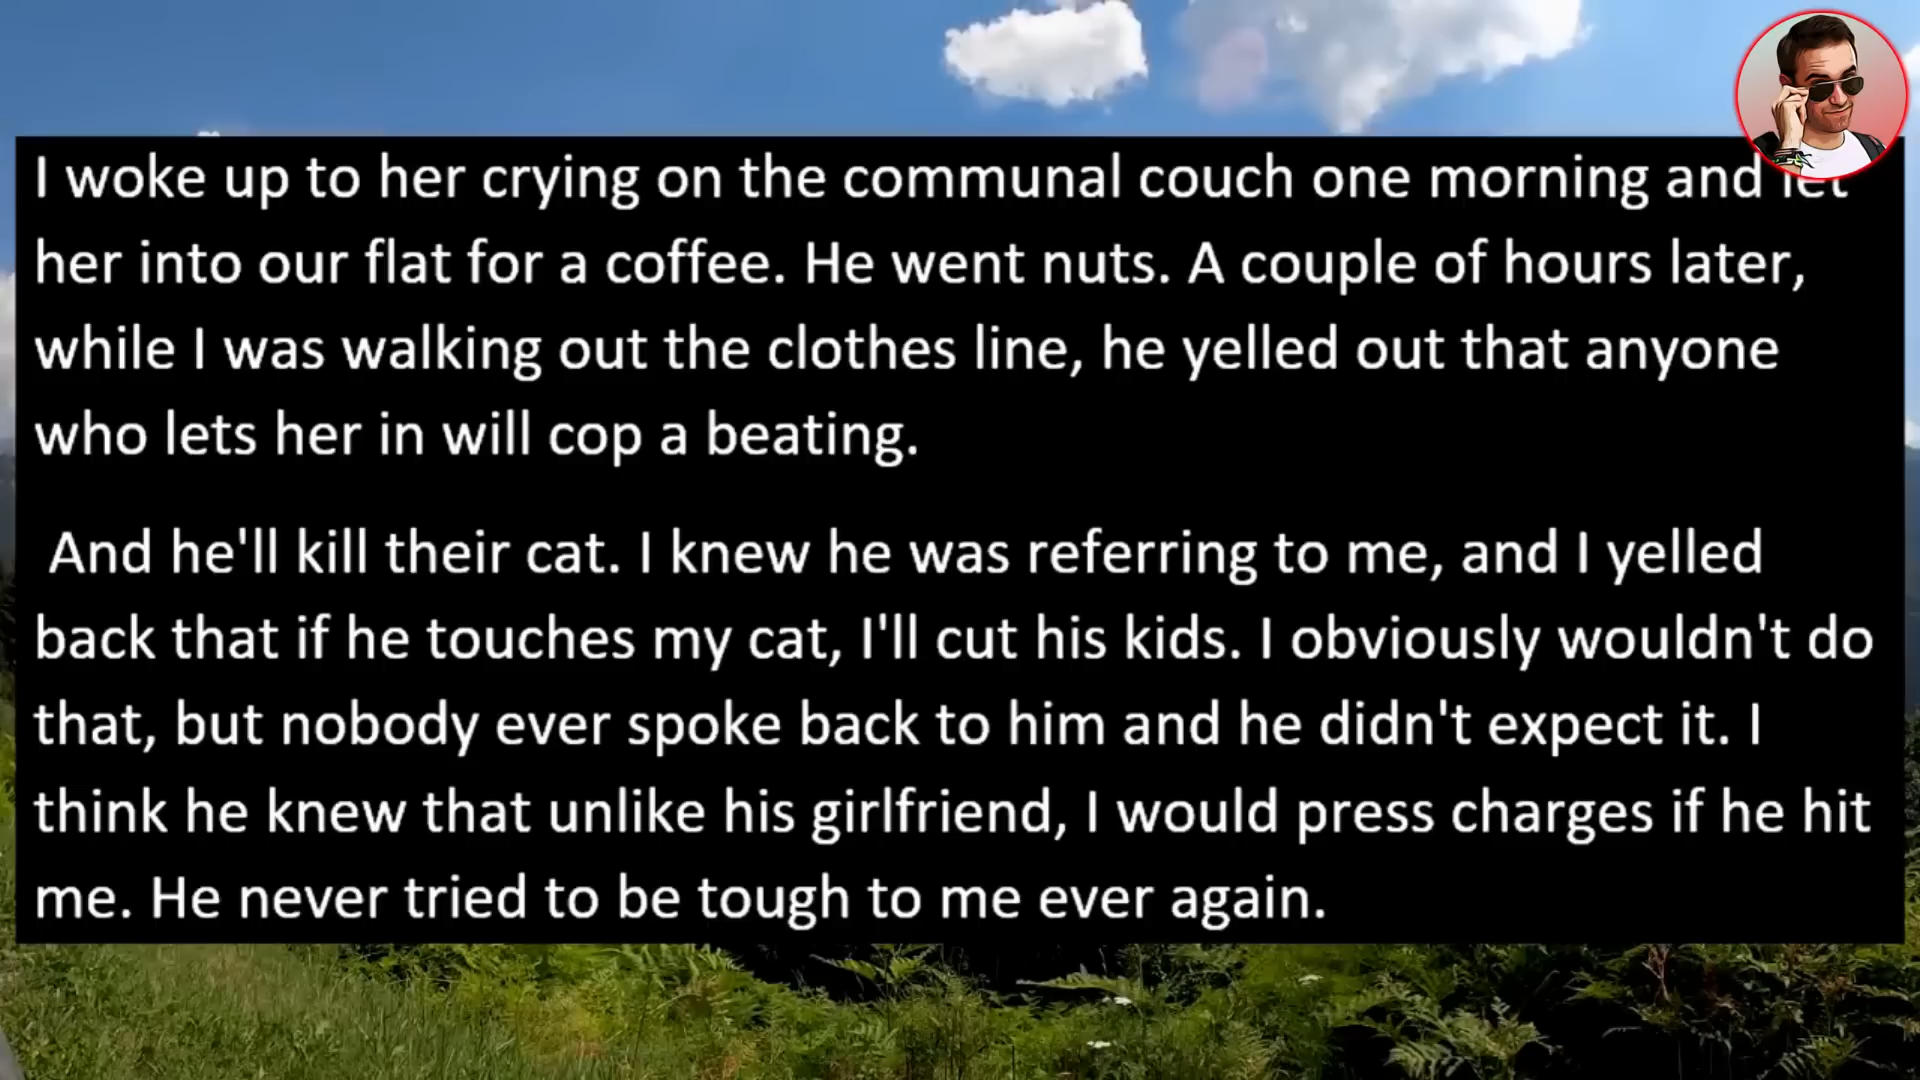 I woke up to her crying on the communal couch one morning and let
her into our flat for a coffee. He went nuts. A couple of hours later,
while I was walking out the clothes line, he yelled out that anyone
who lets her in will cop a beating.
And he'll kill their cat. I knew he was referring to me, and I yelled
back that if he touches my cat, I'll cut his kids. I obviously wouldn't do
that, but nobody ever spoke back to him and he didn't expect it. I
think he knew that unlike his girlfriend, I would press charges if he hit
me. He never tried to be tough to me ever again.